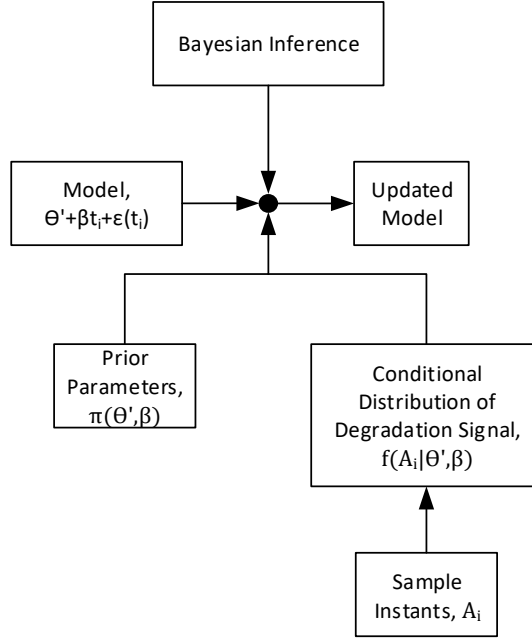 Bayesian Inference
Model,
ϴ'+βtᵢ+ε(tᵢ)
Updated
Model
Prior
Parameters,
π(ϴ',β)
Conditional
Distribution of
Degradation Signal,
f(Aᵢ|ϴ',β)
Sample
Instants, Aᵢ